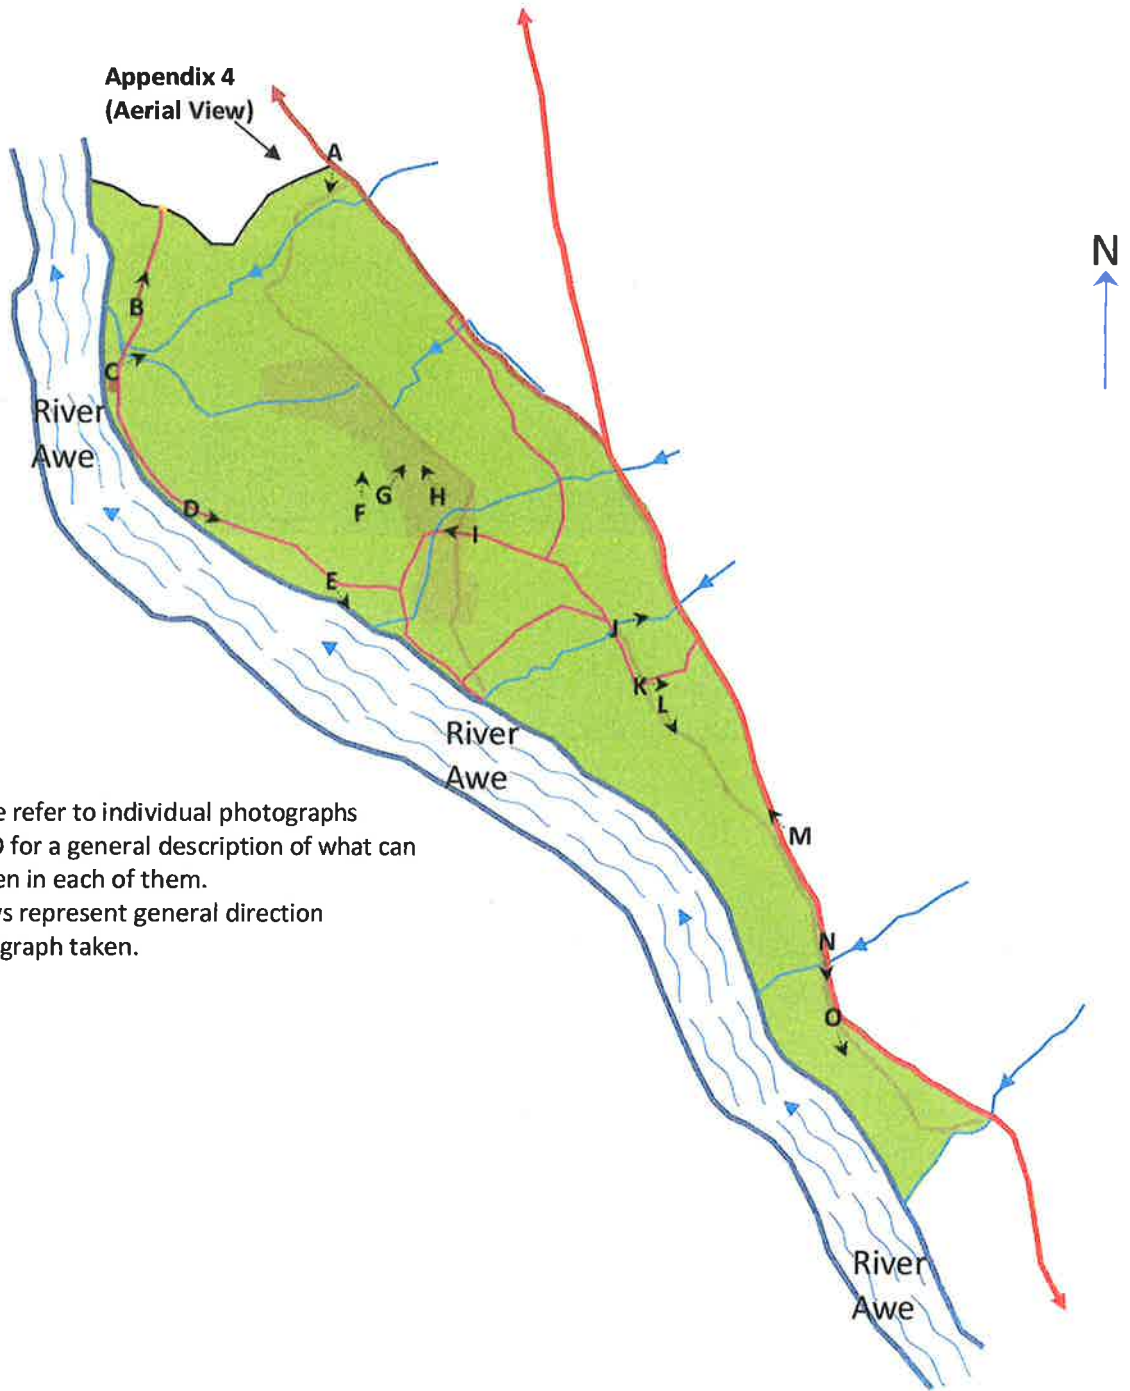 Appendix 4
(Aerial View)
A
N
B
C
River
Awe
D
F
G
H
I
E
J
K
L
River
Awe
e refer to individual photographs
O for a general description of what can
en in each of them.
vs represent general direction
graph taken.
M
N
O
River
Awe